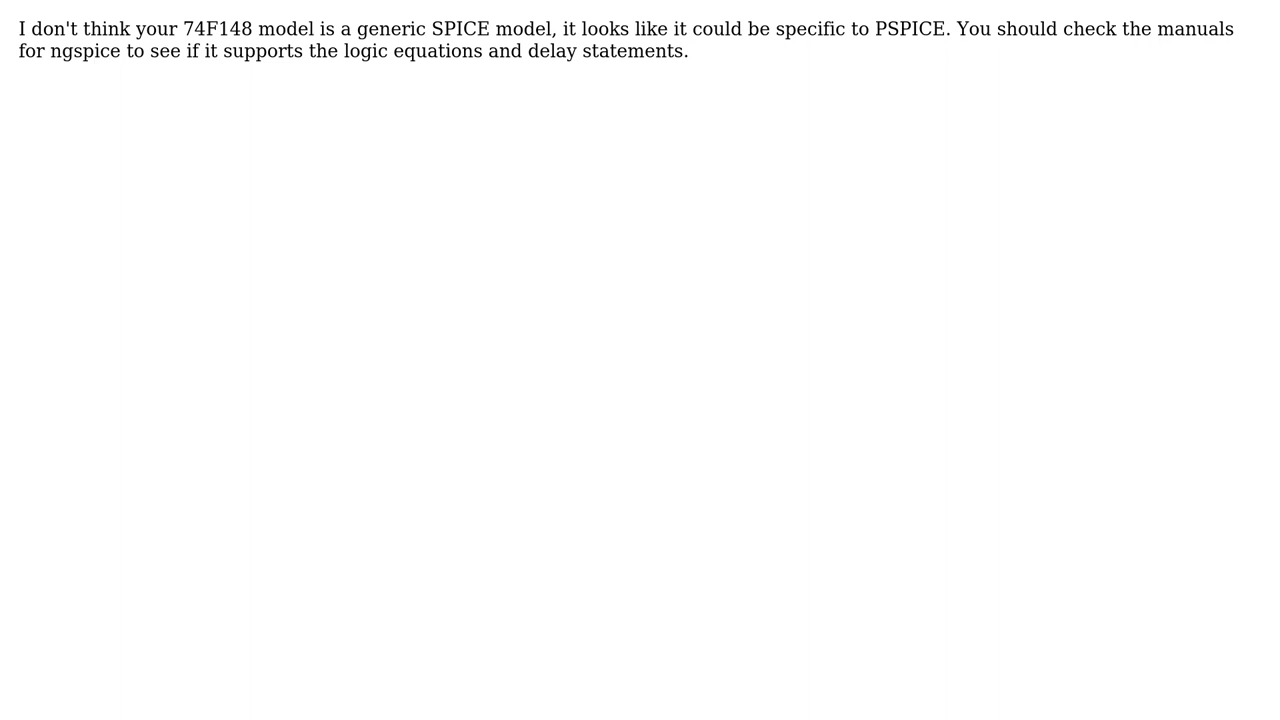 I don't think your 74F148 model is a generic SPICE model, it looks like it could be specific to PSPICE. You should check the manuals
for ngspice to see if it supports the logic equations and delay statements.